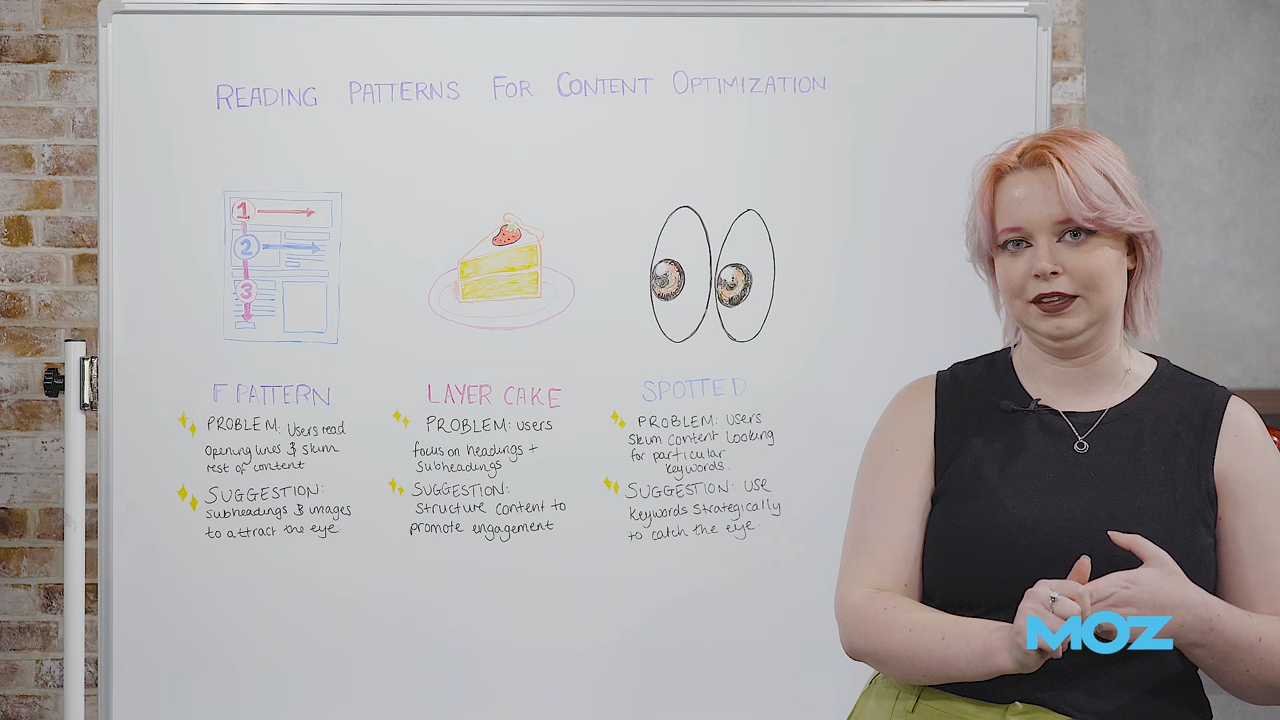 READING PATTERNS FOR CONTENT OPTIMIZATION
1
2
3
F PATTERN
PROBLEM: Users read
Opening lines & skim
rest of content
SUGGESTION:
Subheadings & images
to attract the eye
LAYER CAKE
PROBLEM: Users
focus on headings +
Subheadings
SUGGESTION:
Structure content to
promote engagement
SPOTTED
PROBLEM: Users
Skum content looking
for particular
keywords.
SUGGESTION: USE
Keywords strategically
to catch the eye.
MOZ